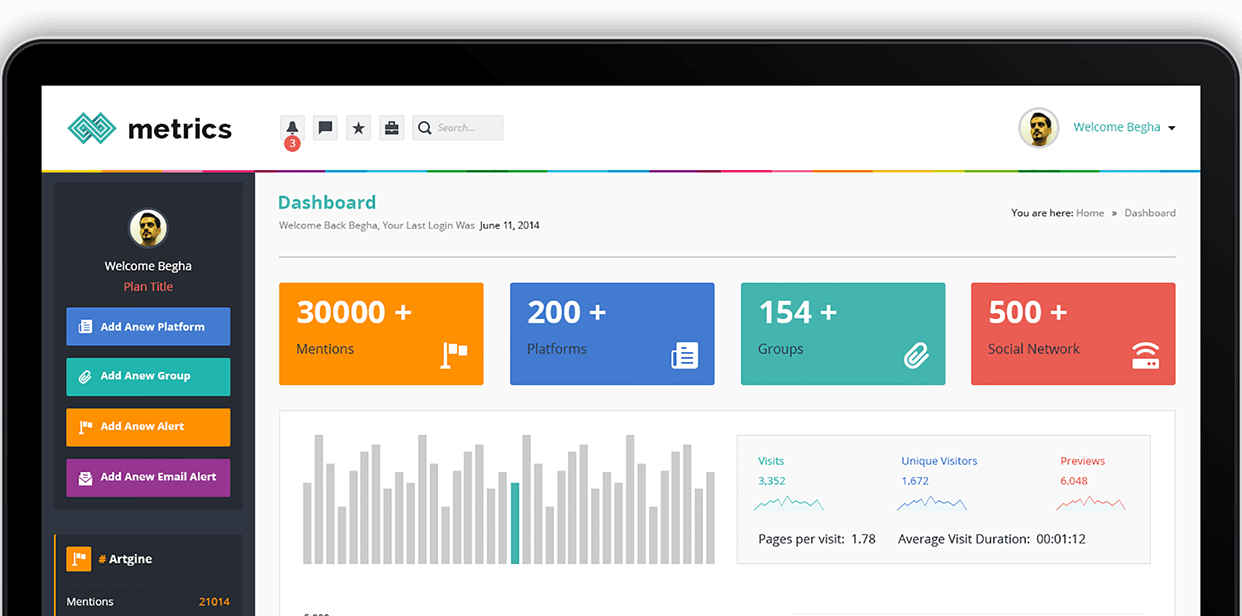 metrics
3
Search...
Welcome Begha
Welcome Begha
Plan Title
Add Anew Platform
Add Anew Group
Add Anew Alert
Add Anew Email Alert
# Artgine
Mentions 21014
Dashboard
Welcome Back Begha, Your Last Login Was June 11, 2014
You are here: Home » Dashboard
30000 +
Mentions
200 +
Platforms
154 +
Groups
500 +
Social Network
Visits
3,352
Unique Visitors
1,672
Previews
6,048
Pages per visit: 1.78
Average Visit Duration: 00:01:12